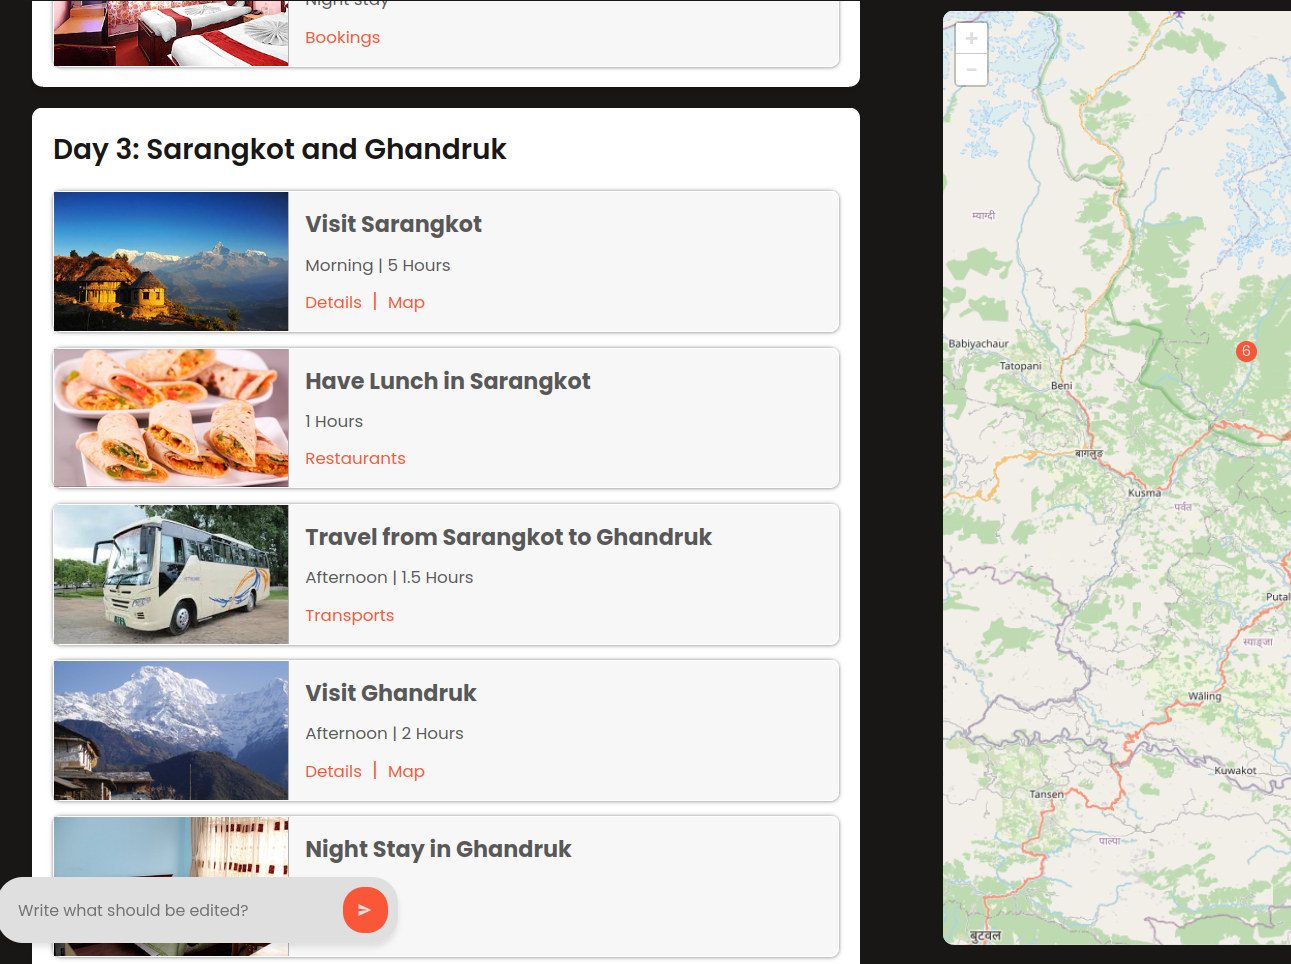 Night stay
Bookings
Day 3: Sarangkot and Ghandruk
Visit Sarangkot
Morning | 5 Hours
Details | Map
Have Lunch in Sarangkot
1 Hours
Restaurants
Travel from Sarangkot to Ghandruk
Afternoon | 1.5 Hours
Transports
Visit Ghandruk
Afternoon | 2 Hours
Details | Map
Night Stay in Ghandruk
Write what should be edited?
+
−
म्याग्दी
6
Babiyachaur
Tatopani
Beni
बागलुङ
Kusma
पर्वत
Putal
स्याङ्जा
Wāling
Kuwakot
Tansen
पाल्पा
बुटवल